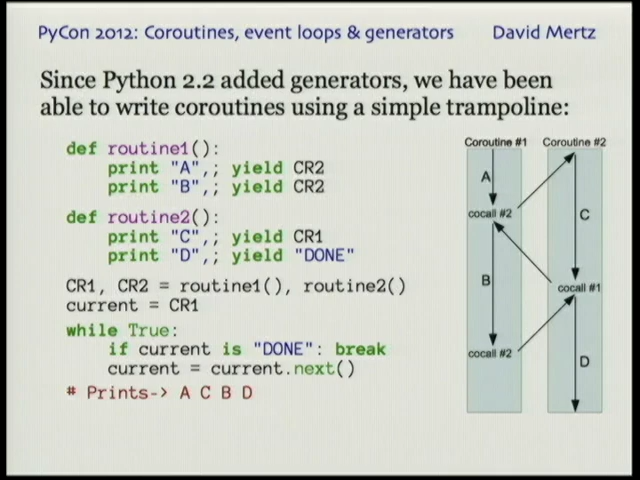 PyCon 2012: Coroutines, event loops & generators David Mertz
Since Python 2.2 added generators, we have been
able to write coroutines using a simple trampoline:
def routine1():
print "A",; yield CR2
print "B",; yield CR2
def routine2():
print "C",; yield CR1
print "D",; yield "DONE"
CR1, CR2 = routine1(), routine2()
current = CR1
while True:
if current is "DONE": break
current = current.next()
# Prints-> A C B D
Coroutine #1 Coroutine #2
A
cocall #2
C
B
cocall #1
cocall #2
D